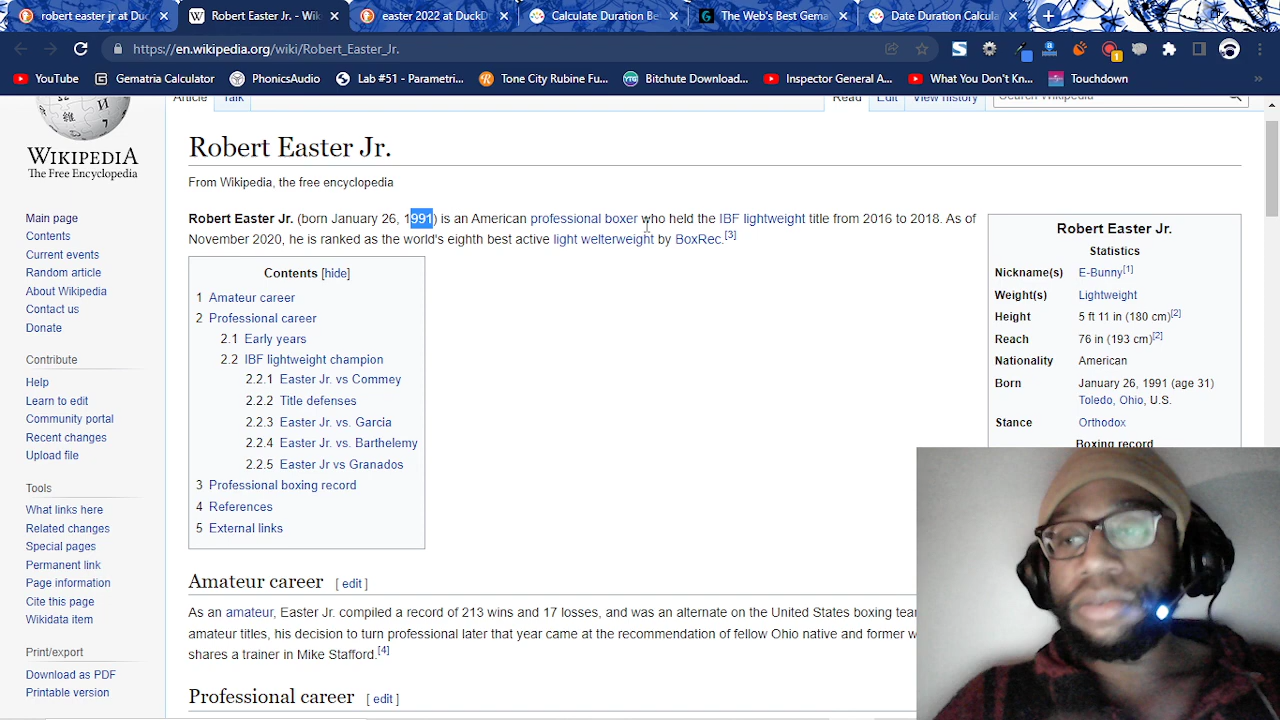 robert easter jr at Duc
Robert Easter Jr. - Wik
easter 2022 at DuckD
Calculate Duration Be
The Web's Best Gema
Date Duration Calcula
https://en.wikipedia.org/wiki/Robert_Easter_Jr.
YouTube
Gematria Calculator
PhonicsAudio
Lab #51 - Parametri...
Tone City Rubine Fu...
Bitchute Download...
Inspector General A...
What You Don't Kn...
Touchdown
»
Article Talk Read Edit View history Search Wikipedia
WIKIPEDIA
The Free Encyclopedia
Main page
Contents
Current events
Random article
About Wikipedia
Contact us
Donate
Contribute
Help
Learn to edit
Community portal
Recent changes
Upload file
Tools
What links here
Related changes
Special pages
Permanent link
Page information
Cite this page
Wikidata item
Print/export
Download as PDF
Printable version
Robert Easter Jr.
From Wikipedia, the free encyclopedia
Robert Easter Jr. (born January 26, 1991) is an American professional boxer who held the IBF lightweight title from 2016 to 2018. As of
November 2020, he is ranked as the world's eighth best active light welterweight by BoxRec.[3]
Contents [hide]
1 Amateur career
2 Professional career
2.1 Early years
2.2 IBF lightweight champion
2.2.1 Easter Jr. vs Commey
2.2.2 Title defenses
2.2.3 Easter Jr. vs. Garcia
2.2.4 Easter Jr. vs. Barthelemy
2.2.5 Easter Jr vs Granados
3 Professional boxing record
4 References
5 External links
Amateur career [ edit ]
As an amateur, Easter Jr. compiled a record of 213 wins and 17 losses, and was an alternate on the United States boxing tea
amateur titles, his decision to turn professional later that year came at the recommendation of fellow Ohio native and former w
shares a trainer in Mike Stafford.[4]
Professional career [ edit ]
Robert Easter Jr.
Statistics
Nickname(s) E-Bunny[1]
Weight(s) Lightweight
Height 5 ft 11 in (180 cm)[2]
Reach 76 in (193 cm)[2]
Nationality American
Born January 26, 1991 (age 31)
Toledo, Ohio, U.S.
Stance Orthodox
Boxing record